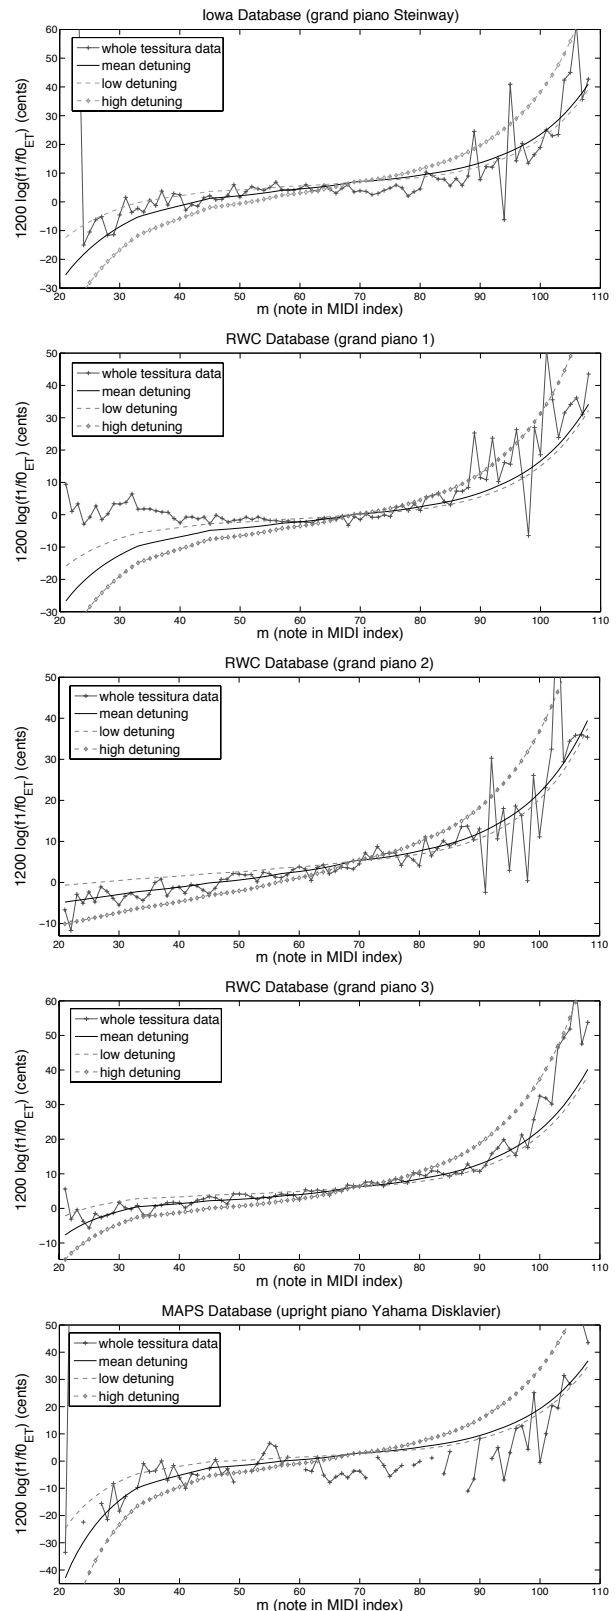 Iowa Database (grand piano Steinway)
60
50
40
30
20
10
0
−10
−20
−30
1200 log(f1/f0ET) (cents)
whole tessitura data
mean detuning
low detuning
high detuning
20 30 40 50 60 70 80 90 100 110
m (note in MIDI index)
RWC Database (grand piano 1)
50
40
30
20
10
0
−10
−20
−30
1200 log(f1/f0ET) (cents)
whole tessitura data
mean detuning
low detuning
high detuning
20 30 40 50 60 70 80 90 100 110
m (note in MIDI index)
RWC Database (grand piano 2)
50
40
30
20
10
0
−10
1200 log(f1/f0ET) (cents)
whole tessitura data
mean detuning
low detuning
high detuning
20 30 40 50 60 70 80 90 100 110
m (note in MIDI index)
RWC Database (grand piano 3)
60
50
40
30
20
10
0
−10
1200 log(f1/f0ET) (cents)
whole tessitura data
mean detuning
low detuning
high detuning
20 30 40 50 60 70 80 90 100 110
m (note in MIDI index)
MAPS Database (upright piano Yahama Disklavier)
50
40
30
20
10
0
−10
−20
−30
−40
1200 log(f1/f0ET) (cents)
whole tessitura data
mean detuning
low detuning
high detuning
20 30 40 50 60 70 80 90 100 110
m (note in MIDI index)